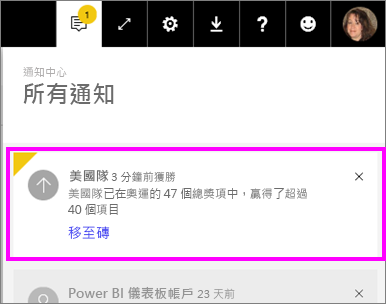 1
?
通知中心
所有通知
美國隊 3 分鐘前獲勝
美國隊已在奧運的 47 個總獎項中，贏得了超過
40 個項目
移至磚
Power BI 儀表板帳戶 23 天前